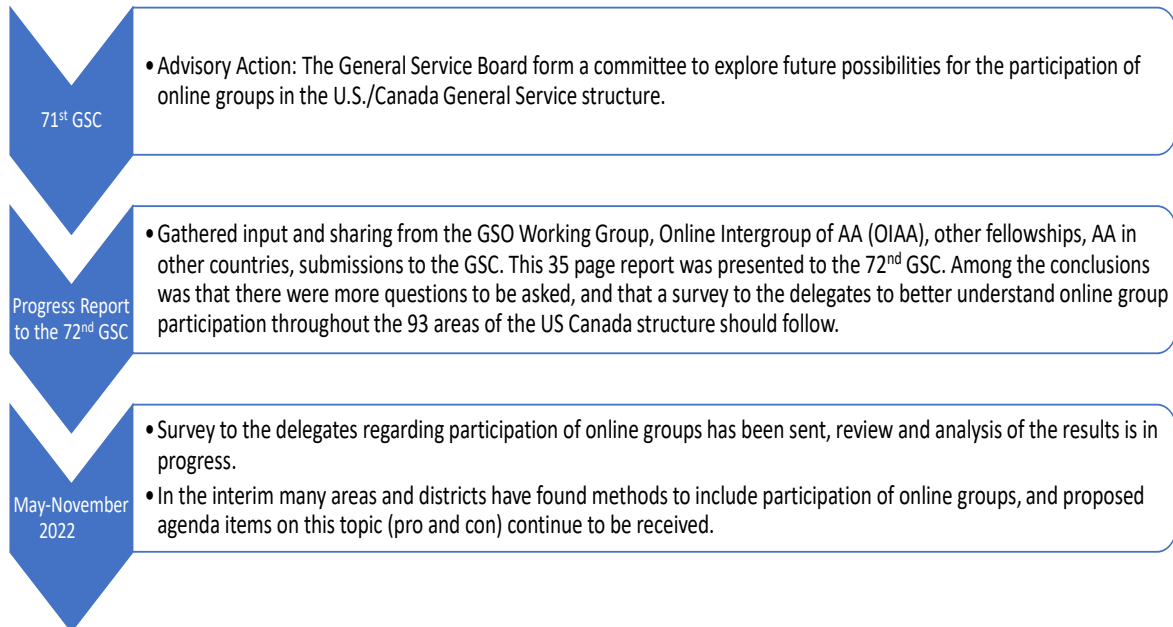 71st GSC
• Advisory Action: The General Service Board form a committee to explore future possibilities for the participation of
online groups in the U.S./Canada General Service structure.
Progress Report
to the 72nd GSC
• Gathered input and sharing from the GSO Working Group, Online Intergroup of AA (OIAA), other fellowships, AA in
other countries, submissions to the GSC. This 35 page report was presented to the 72nd GSC. Among the conclusions
was that there were more questions to be asked, and that a survey to the delegates to better understand online group
participation throughout the 93 areas of the US Canada structure should follow.
May-November
2022
• Survey to the delegates regarding participation of online groups has been sent, review and analysis of the results is in
progress.
• In the interim many areas and districts have found methods to include participation of online groups, and proposed
agenda items on this topic (pro and con) continue to be received.